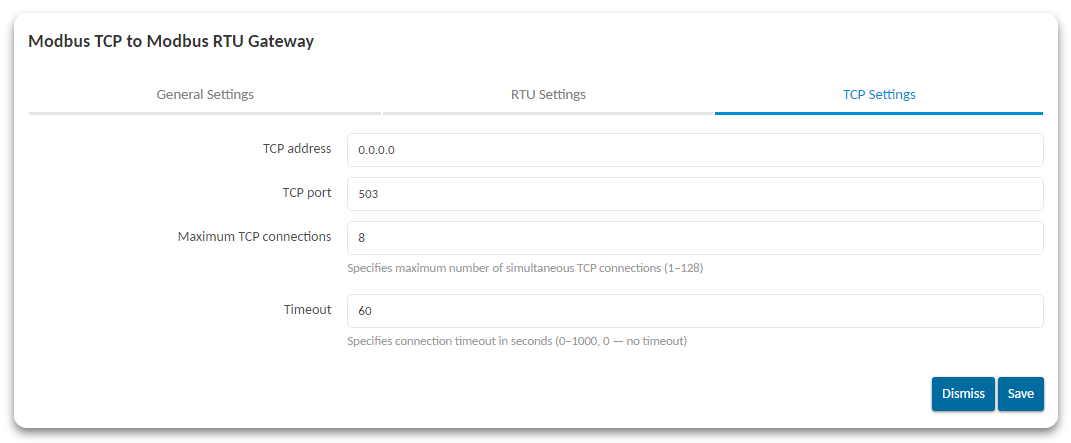 Modbus TCP to Modbus RTU Gateway
General Settings
RTU Settings
TCP Settings
TCP address
0.0.0.0
TCP port
503
Maximum TCP connections
8
Specifies maximum number of simultaneous TCP connections (1–128)
Timeout
60
Specifies connection timeout in seconds (0–1000, 0 — no timeout)
Dismiss
Save